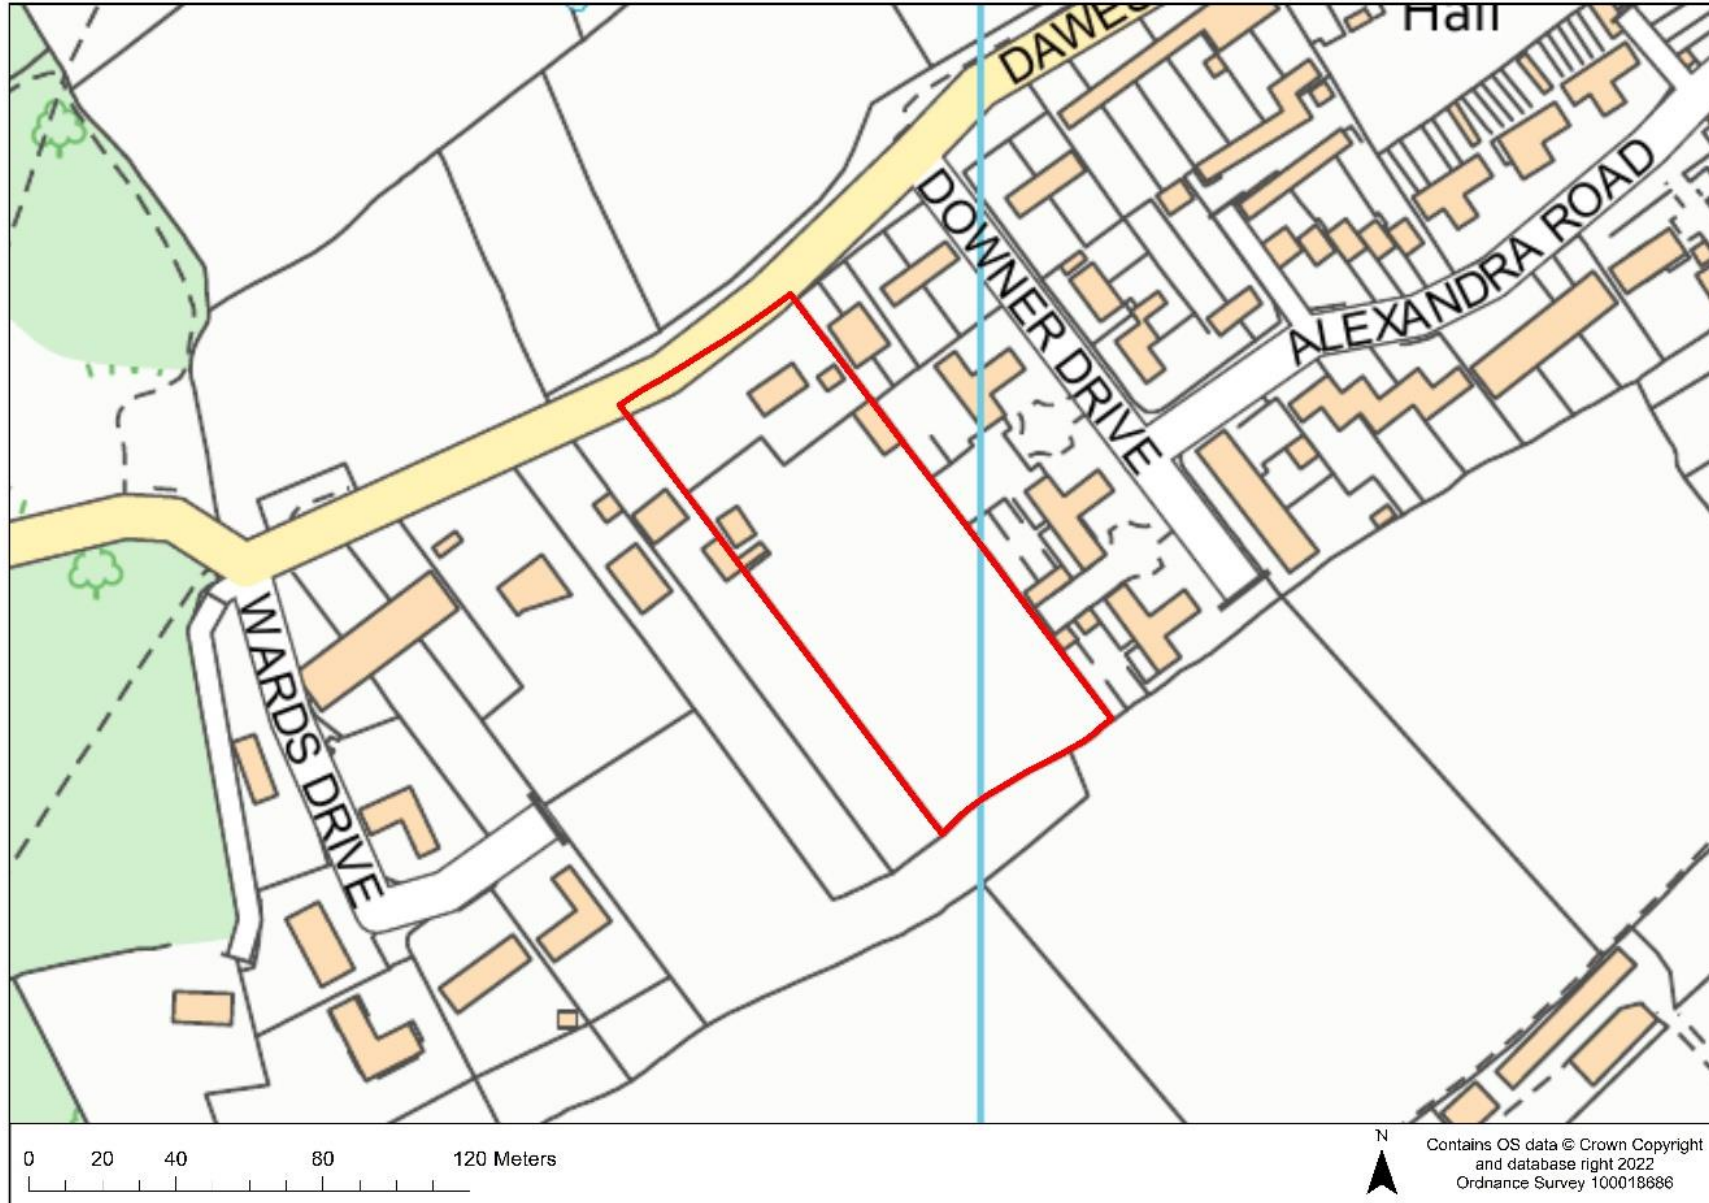 Hall
DAWES
DOWNER DRIVE
ALEXANDRA ROAD
WARDS DRIVE
0 20 40 80 120 Meters
N
Contains OS data © Crown Copyright
and database right 2022
Ordnance Survey 100018686